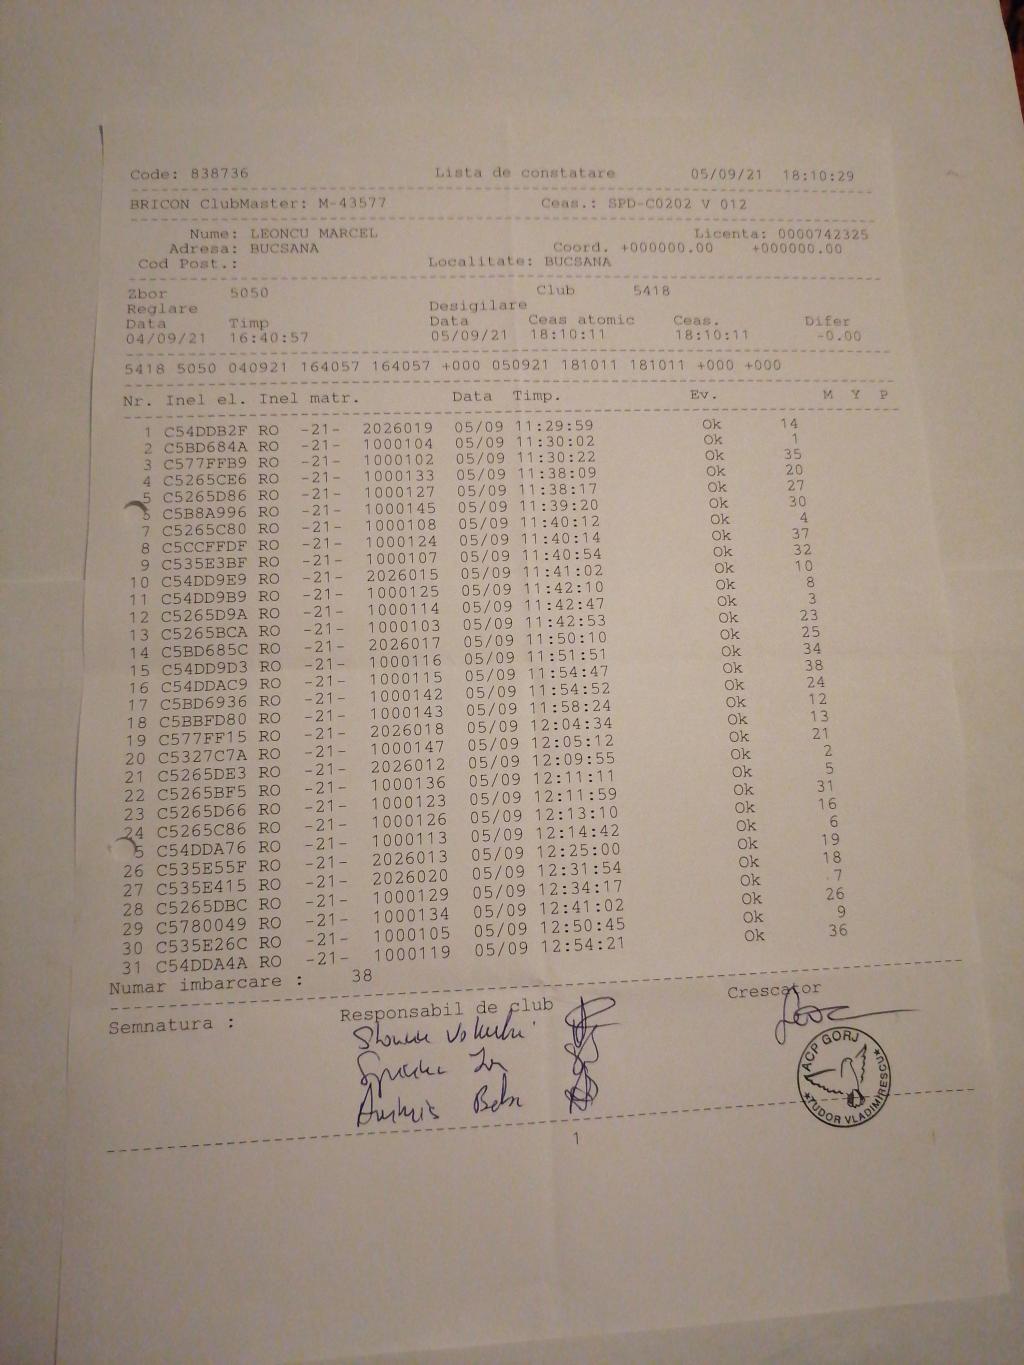 Code: 838736 Lista de constatare 05/09/21 18:10:29
BRICON ClubMaster: M-43577 Ceas.: SPD-C0202 V 012
Nume: LEONCU MARCEL Licenta: 0000742325
Adresa: BUCSANA Coord. +000000.00 +000000.00
Cod Post.: Localitate: BUCSANA
Zbor 5050 Club 5418
Reglare Desigilare
Data Timp Data Ceas atomic Ceas. Difer
04/09/21 16:40:57 05/09/21 18:10:11 18:10:11 -0.00
5418 5050 040921 164057 164057 +000 050921 181011 181011 +000 +000
Nr. Inel el. Inel matr. Data Timp. Ev. M Y P
1 C54DDB2F RO -21- 2026019 05/09 11:29:59 Ok 14
2 C5BD684A RO -21- 1000104 05/09 11:30:02 Ok 1
3 C577FFB9 RO -21- 1000102 05/09 11:30:22 Ok 35
4 C5265CE6 RO -21- 1000133 05/09 11:38:09 Ok 20
5 C5265D86 RO -21- 1000127 05/09 11:38:17 Ok 27
6 C5B8A996 RO -21- 1000145 05/09 11:39:20 Ok 30
7 C5265C80 RO -21- 1000108 05/09 11:40:12 Ok 4
8 C5CCFFDF RO -21- 1000124 05/09 11:40:14 Ok 37
9 C535E3BF RO -21- 1000107 05/09 11:40:54 Ok 32
10 C54DD9E9 RO -21- 2026015 05/09 11:41:02 Ok 10
11 C54DD9B9 RO -21- 1000125 05/09 11:42:10 Ok 8
12 C5265D9A RO -21- 1000114 05/09 11:42:47 Ok 3
13 C5265BCA RO -21- 1000103 05/09 11:42:53 Ok 23
14 C5BD685C RO -21- 2026017 05/09 11:50:10 Ok 25
15 C54DD9D3 RO -21- 1000116 05/09 11:51:51 Ok 34
16 C54DDAC9 RO -21- 1000115 05/09 11:54:47 Ok 38
17 C5BD6936 RO -21- 1000142 05/09 11:54:52 Ok 24
18 C5BBFD80 RO -21- 1000143 05/09 11:58:24 Ok 12
19 C577FF15 RO -21- 2026018 05/09 12:04:34 Ok 13
20 C5327C7A RO -21- 1000147 05/09 12:05:12 Ok 21
21 C5265DE3 RO -21- 2026012 05/09 12:09:55 Ok 2
22 C5265BF5 RO -21- 1000136 05/09 12:11:11 Ok 5
23 C5265D66 RO -21- 1000123 05/09 12:11:59 Ok 31
24 C5265C86 RO -21- 1000126 05/09 12:13:10 Ok 16
5 C54DDA76 RO -21- 1000113 05/09 12:14:42 Ok 6
26 C535E55F RO -21- 2026013 05/09 12:25:00 Ok 19
27 C535E415 RO -21- 2026020 05/09 12:31:54 Ok 18
28 C5265DBC RO -21- 1000129 05/09 12:34:17 Ok 7
29 C5780049 RO -21- 1000134 05/09 12:41:02 Ok 26
30 C535E26C RO -21- 1000105 05/09 12:50:45 Ok 9
31 C54DDA4A RO -21- 1000119 05/09 12:54:21 Ok 36
Numar imbarcare : 38
Semnatura : Responsabil de club Crescator
ACP GORJ
*TUDOR VLADIMIRESCU*
1